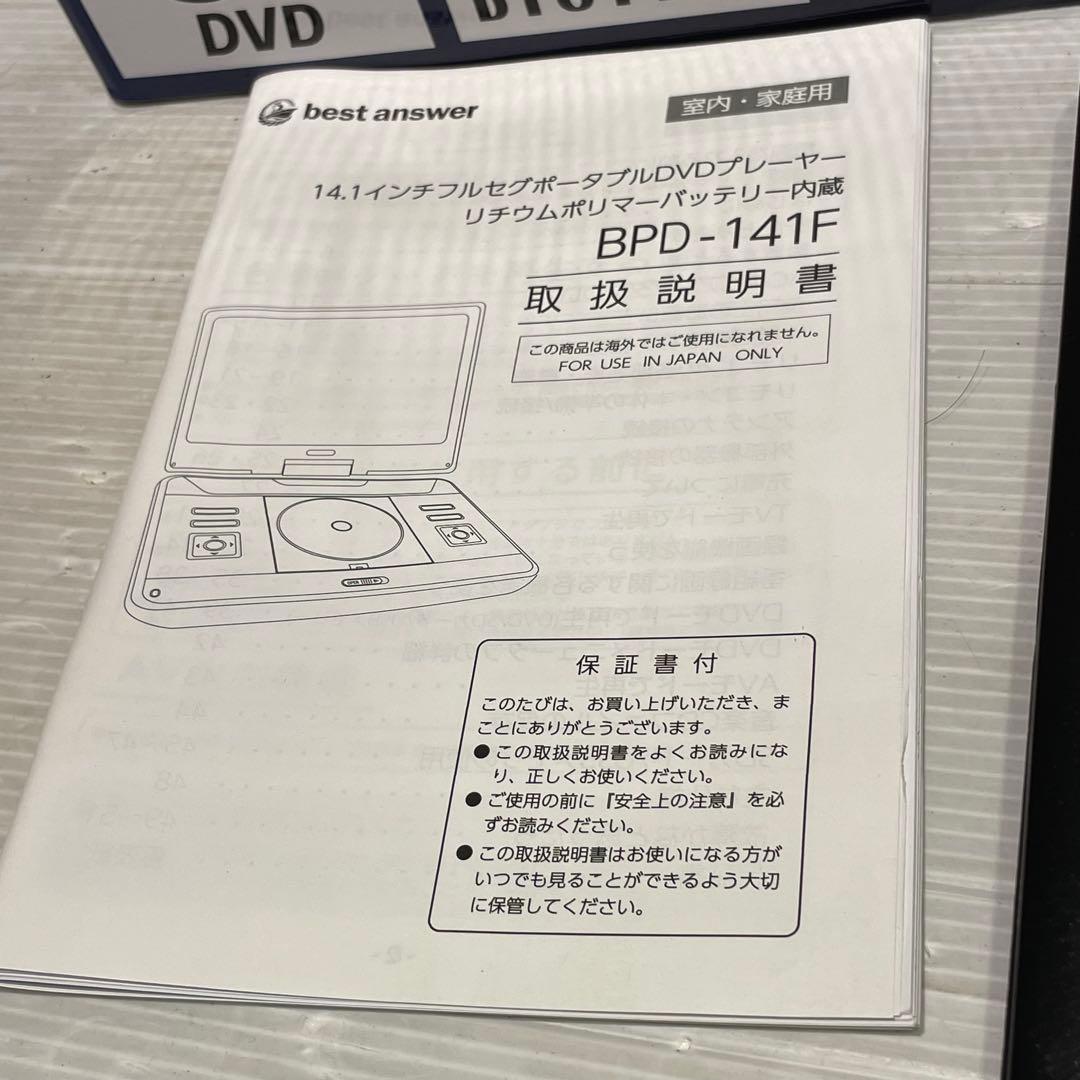 DVD
best answer
室内・家庭用
14.1インチフルセグポータブルDVDプレーヤー
リチウムポリマーバッテリー内蔵
BPD-141F
取扱説明書
この商品は海外ではご使用になれません。
FOR USE IN JAPAN ONLY
保証書付
このたびは、お買い上げいただき、ま
ことにありがとうございます。
●この取扱説明書をよくお読みにな
り、正しくお使いください。
●ご使用の前に『安全上の注意』を必
ずお読みください。
●この取扱説明書はお使いになる方が
いつでも見ることができるよう大切
に保管してください。